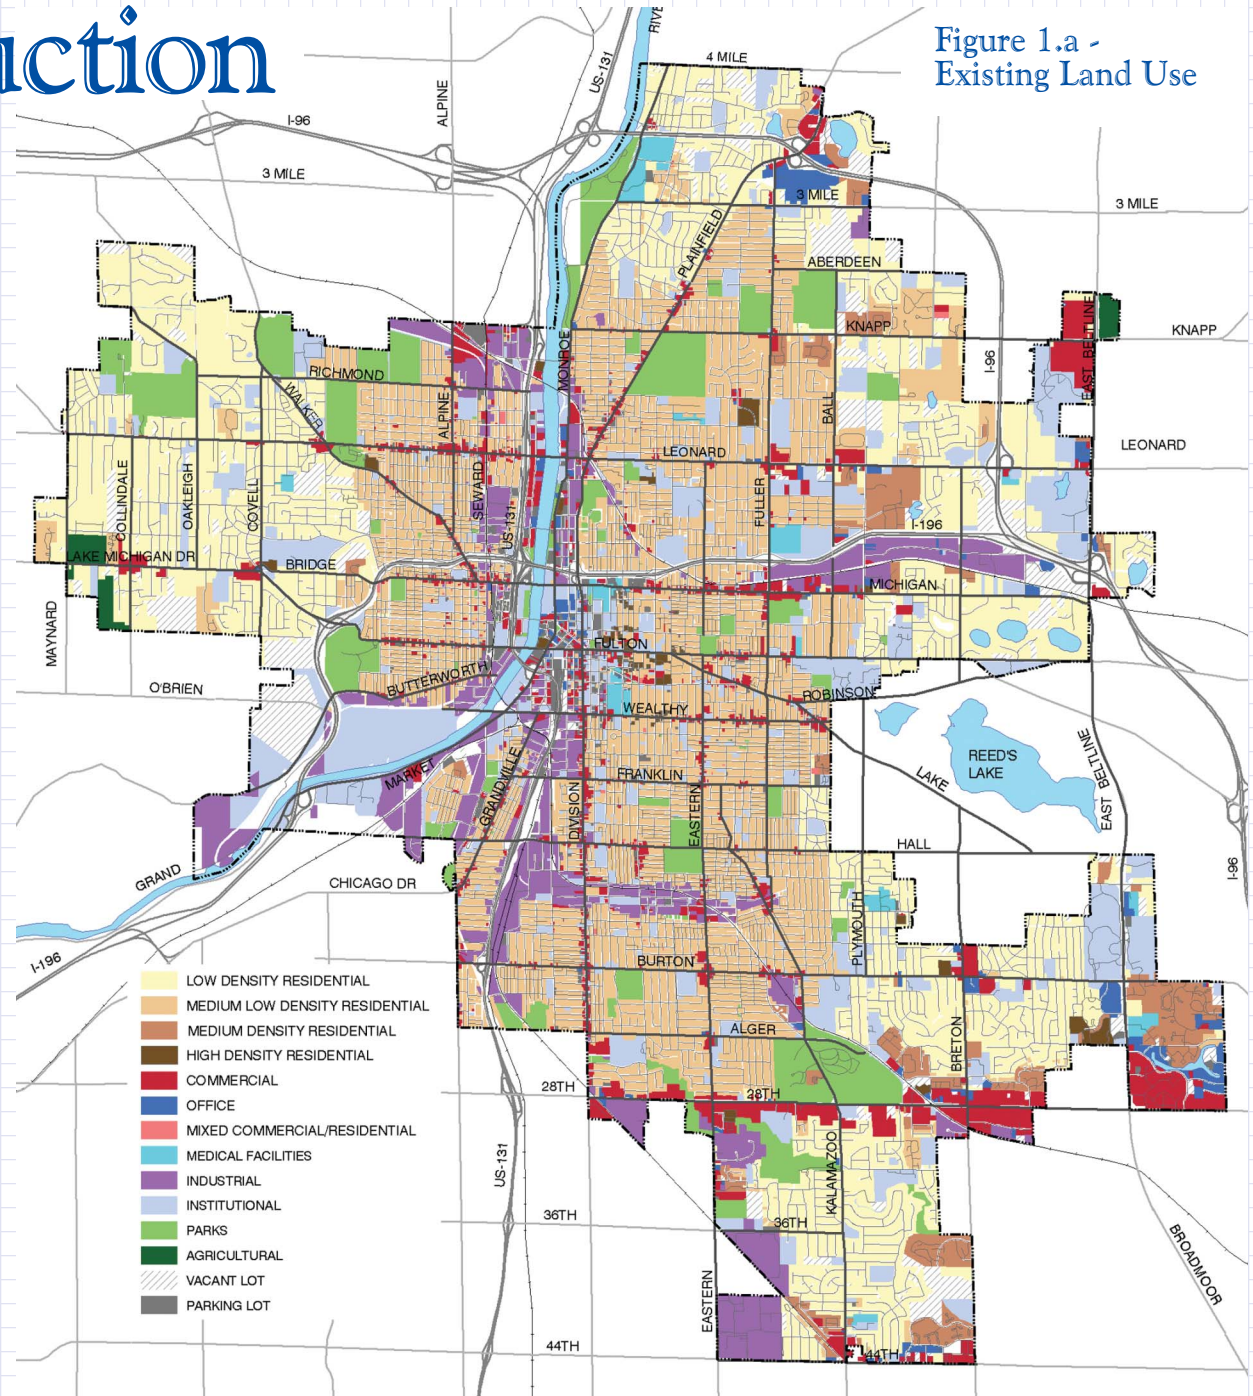 uction
Figure 1.a -
Existing Land Use
RIVE
4 MILE
US-131
ALPINE
I-96
3 MILE
3 MILE
3 MILE
PLAINFIELD
ABERDEEN
KNAPP
KNAPP
EAST BELTLINE
MONROE
I-96
RICHMOND
WALKER
ALPINE
BALL
LEONARD
LEONARD
COLLINDALE
OAKLEIGH
COVELL
SEWARD
US-131
FULLER
I-196
LAKE MICHIGAN DR
BRIDGE
MICHIGAN
MAYNARD
FULTON
BUTTERWORTH
O'BRIEN
ROBINSON
WEALTHY
REED'S
LAKE
MARKET
GRANDVILLE
FRANKLIN
LAKE
EAST BELTLINE
DIVISION
EASTERN
HALL
GRAND
CHICAGO DR
I-96
PLYMOUTH
I-196
BURTON
ALGER
BRETON
28TH
28TH
US-131
KALAMAZOO
36TH
36TH
BROADMOOR
EASTERN
44TH
44TH
LOW DENSITY RESIDENTIAL
MEDIUM LOW DENSITY RESIDENTIAL
MEDIUM DENSITY RESIDENTIAL
HIGH DENSITY RESIDENTIAL
COMMERCIAL
OFFICE
MIXED COMMERCIAL/RESIDENTIAL
MEDICAL FACILITIES
INDUSTRIAL
INSTITUTIONAL
PARKS
AGRICULTURAL
VACANT LOT
PARKING LOT